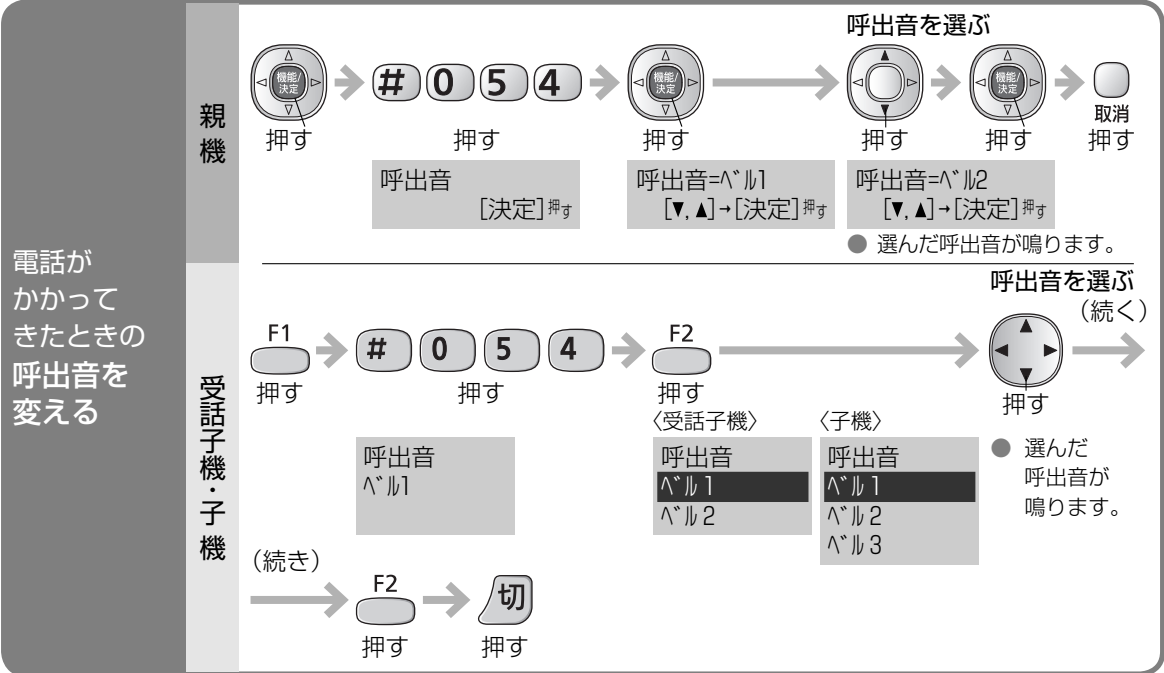 電話が
かかって
きたときの
呼出音を
変える
親機
呼出音を選ぶ
機能/決定
押す
# 0 5 4
押す
機能/決定
押す
押す
機能/決定
押す
取消
押す
呼出音
[決定]押す
呼出音=ﾍﾞﾙ1
[▼,▲]→[決定]押す
呼出音=ﾍﾞﾙ2
[▼,▲]→[決定]押す
● 選んだ呼出音が鳴ります。
受話子機・子機
呼出音を選ぶ
(続く)
F1
押す
# 0 5 4
押す
F2
押す
押す
呼出音
ﾍﾞﾙ1
〈受話子機〉
呼出音
ﾍﾞﾙ1
ﾍﾞﾙ2
〈子機〉
呼出音
ﾍﾞﾙ1
ﾍﾞﾙ2
ﾍﾞﾙ3
● 選んだ
呼出音が
鳴ります。
(続き)
F2
押す
切
押す